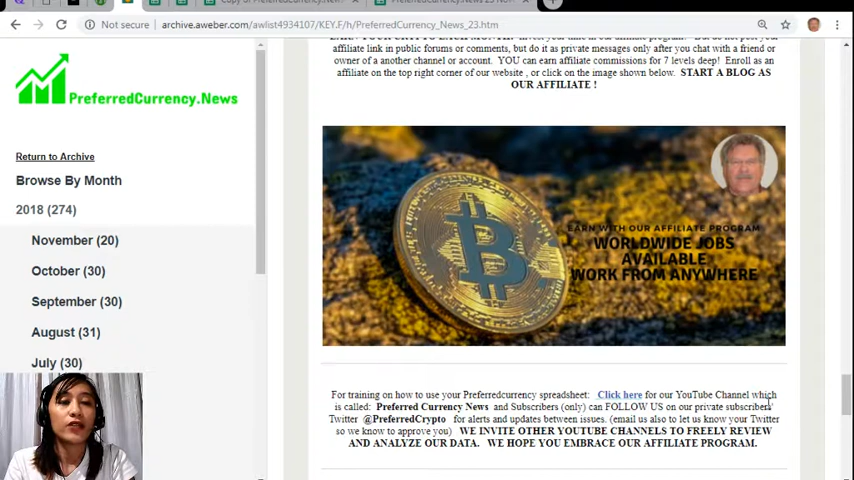 Not secure | archive.aweber.com/awlist4934107/KEY.F/h/PreferredCurrency_News_23.htm
PreferredCurrency.News
Return to Archive
Browse By Month
2018 (274)
November (20)
October (30)
September (30)
August (31)
July (30)
affiliate link in public forums or comments, but do it as private messages only after you chat with a friend or
owner of a another channel or account. YOU can earn affiliate commissions for 7 levels deep! Enroll as an
affiliate on the top right corner of our website , or click on the image shown below. START A BLOG AS
OUR AFFILIATE !
EARN WITH OUR AFFILIATE PROGRAM
WORLDWIDE JOBS
AVAILABLE
WORK FROM ANYWHERE
For training on how to use your Preferredcurrency spreadsheet: Click here for our YouTube Channel which
is called: Preferred Currency News and Subscribers (only) can FOLLOW US on our private subscribers'
Twitter @PreferredCrypto for alerts and updates between issues. (email us also to let us know your Twitter
so we know to approve you) WE INVITE OTHER YOUTUBE CHANNELS TO FREELY REVIEW
AND ANALYZE OUR DATA. WE HOPE YOU EMBRACE OUR AFFILIATE PROGRAM.